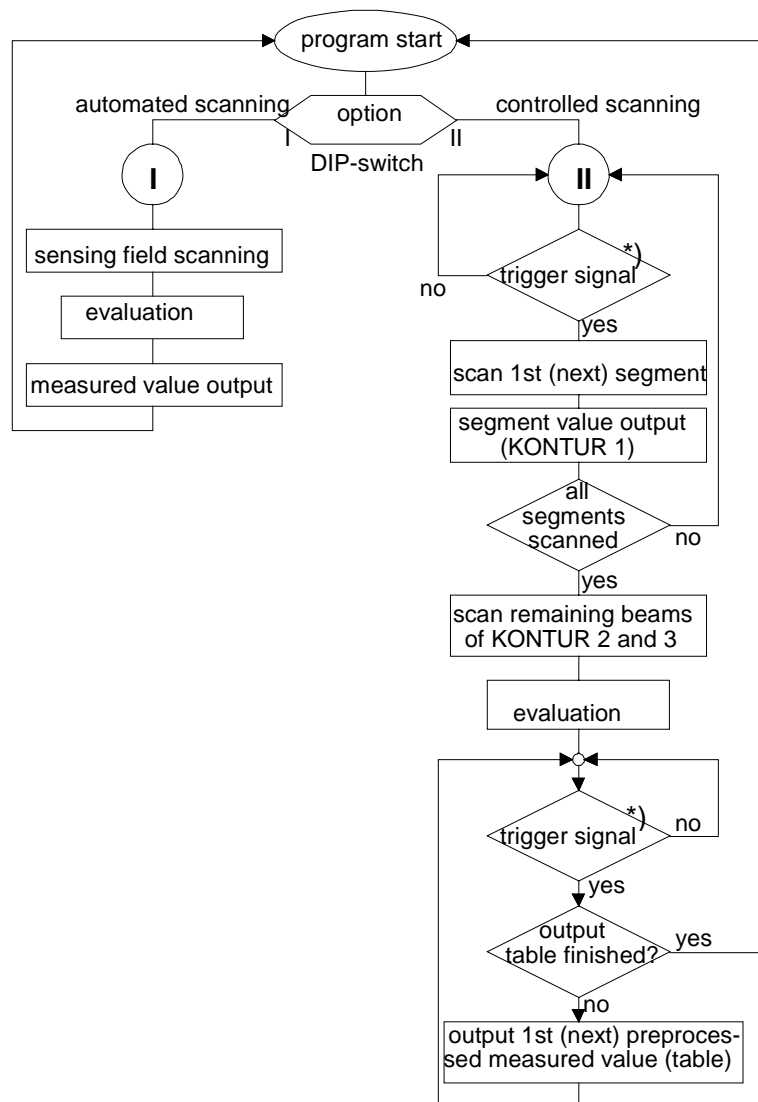 program start
automated scanning
option
controlled scanning
I
II
DIP-switch
I
sensing field scanning
evaluation
measured value output
II
trigger signal *)
no
yes
scan 1st (next) segment
segment value output
(KONTUR 1)
all
segments
scanned
no
yes
scan remaining beams
of KONTUR 2 and 3
evaluation
trigger signal *)
no
yes
output
table finished?
yes
no
output 1st (next) preproces-
sed measured value (table)